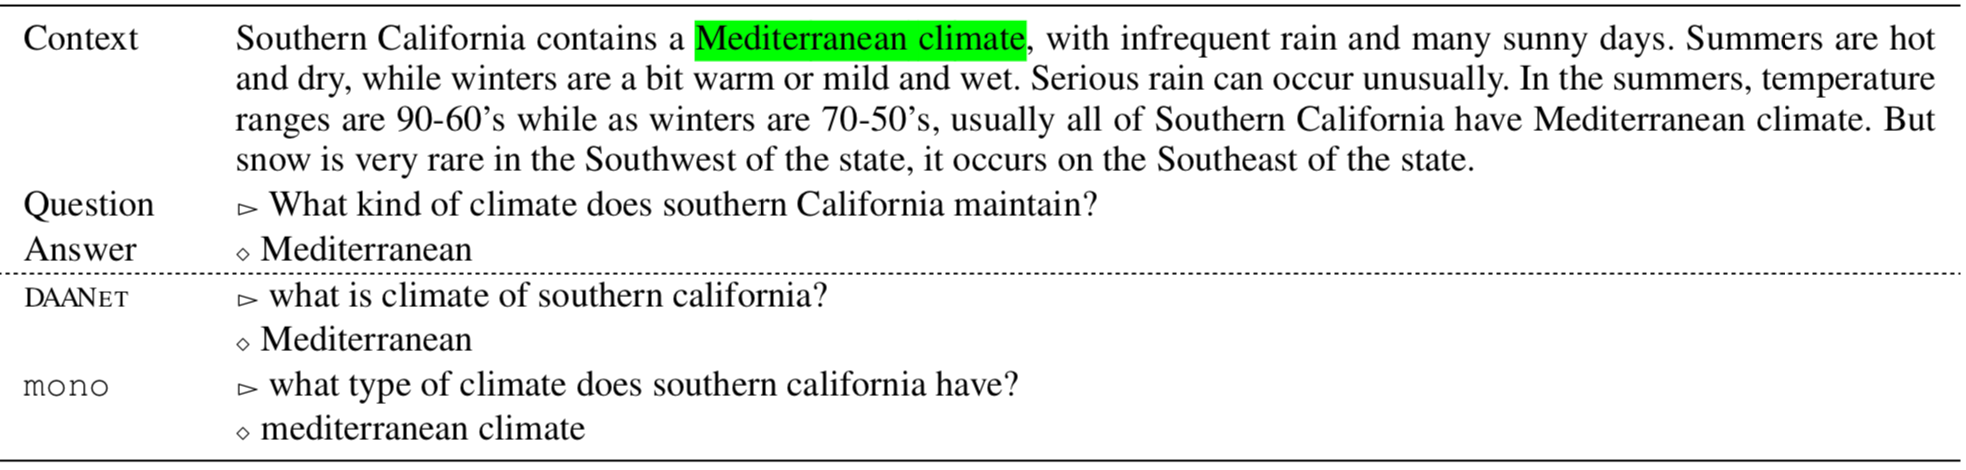 Context Southern California contains a Mediterranean climate, with infrequent rain and many sunny days. Summers are hot
and dry, while winters are a bit warm or mild and wet. Serious rain can occur unusually. In the summers, temperature
ranges are 90-60's while as winters are 70-50's, usually all of Southern California have Mediterranean climate. But
snow is very rare in the Southwest of the state, it occurs on the Southeast of the state.
Question ▻ What kind of climate does southern California maintain?
Answer ⋄ Mediterranean
DAANET ▻ what is climate of southern california?
⋄ Mediterranean
mono ▻ what type of climate does southern california have?
⋄ mediterranean climate